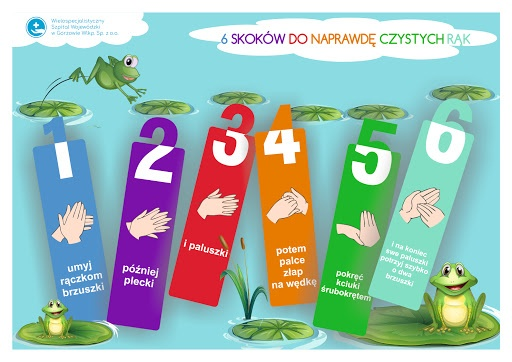 Wielospecjalistyczny
Szpital Wojewódzki
w Gorzowie Wlkp. Sp. z o.o.
6 SKOKÓW DO NAPRAWDĘ CZYSTYCH RĄK
1
umyj
rączkom
brzuszki
2
później
plecki
3
i paluszki
4
potem
palce
złap
na wędkę
5
pokręć
kciuki
śrubokrętem
6
i na koniec
swe paluszki
potrzyj szybko
o dwa
brzuszki